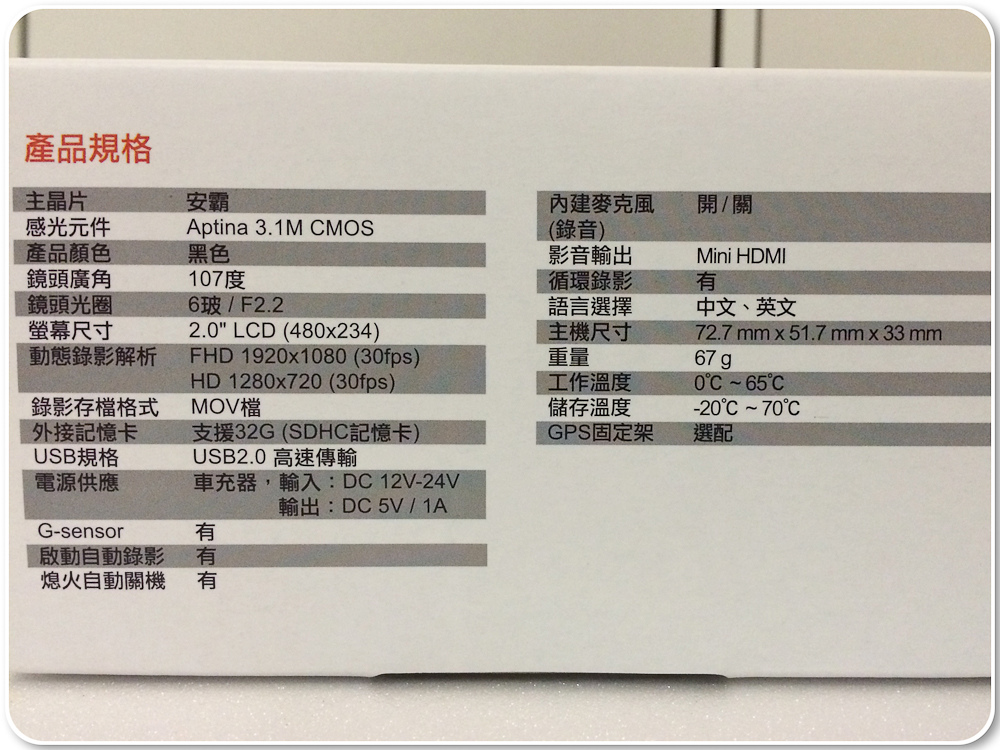 產品規格
主晶片 安霸
感光元件 Aptina 3.1M CMOS
產品顏色 黑色
鏡頭廣角 107度
鏡頭光圈 6玻 / F2.2
螢幕尺寸 2.0" LCD (480x234)
動態錄影解析 FHD 1920x1080 (30fps)
HD 1280x720 (30fps)
錄影存檔格式 MOV檔
外接記憶卡 支援32G (SDHC記憶卡)
USB規格 USB2.0 高速傳輸
電源供應 車充器，輸入：DC 12V-24V
輸出：DC 5V / 1A
G-sensor 有
啟動自動錄影 有
熄火自動關機 有
內建麥克風 開 / 關
(錄音)
影音輸出 Mini HDMI
循環錄影 有
語言選擇 中文、英文
主機尺寸 72.7 mm x 51.7 mm x 33 mm
重量 67 g
工作溫度 0℃ ~ 65℃
儲存溫度 -20℃ ~ 70℃
GPS固定架 選配